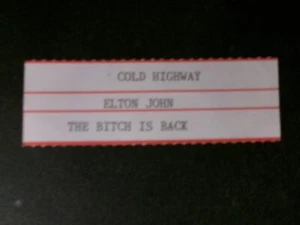 COLD HIGHWAY
ELTON JOHN
THE BITCH IS BACK